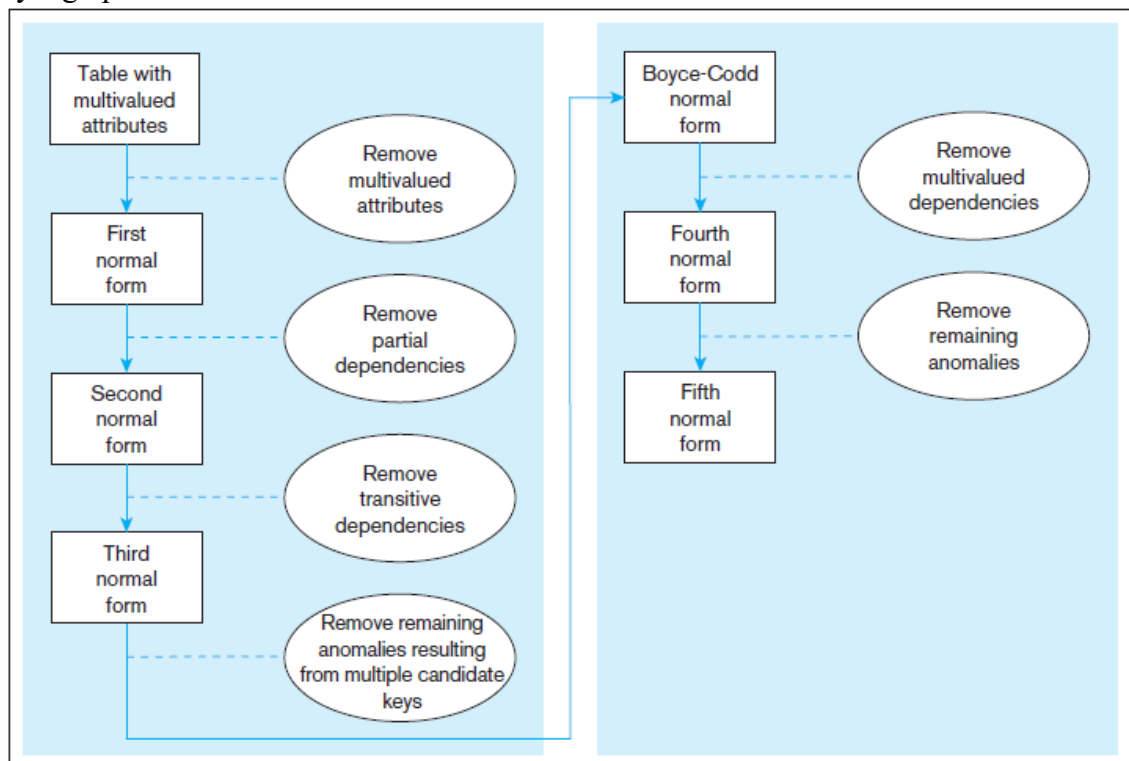 Table with
multivalued
attributes
Remove
multivalued
attributes
First
normal
form
Remove
partial
dependencies
Second
normal
form
Remove
transitive
dependencies
Third
normal
form
Remove remaining
anomalies resulting
from multiple candidate
keys
Boyce-Codd
normal
form
Remove
multivalued
dependencies
Fourth
normal
form
Remove
remaining
anomalies
Fifth
normal
form